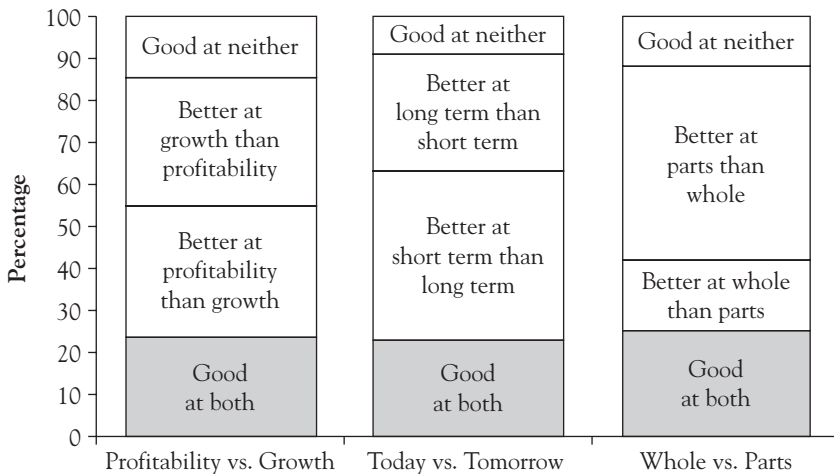 Percentage
100
90
80
70
60
50
40
30
20
10
0
Good at neither
Better at
growth than
profitability
Better at
profitability
than growth
Good
at both
Good at neither
Better at
long term than
short term
Better at
short term than
long term
Good
at both
Good at neither
Better at
parts than
whole
Better at whole
than parts
Good
at both
Profitability vs. Growth
Today vs. Tomorrow
Whole vs. Parts